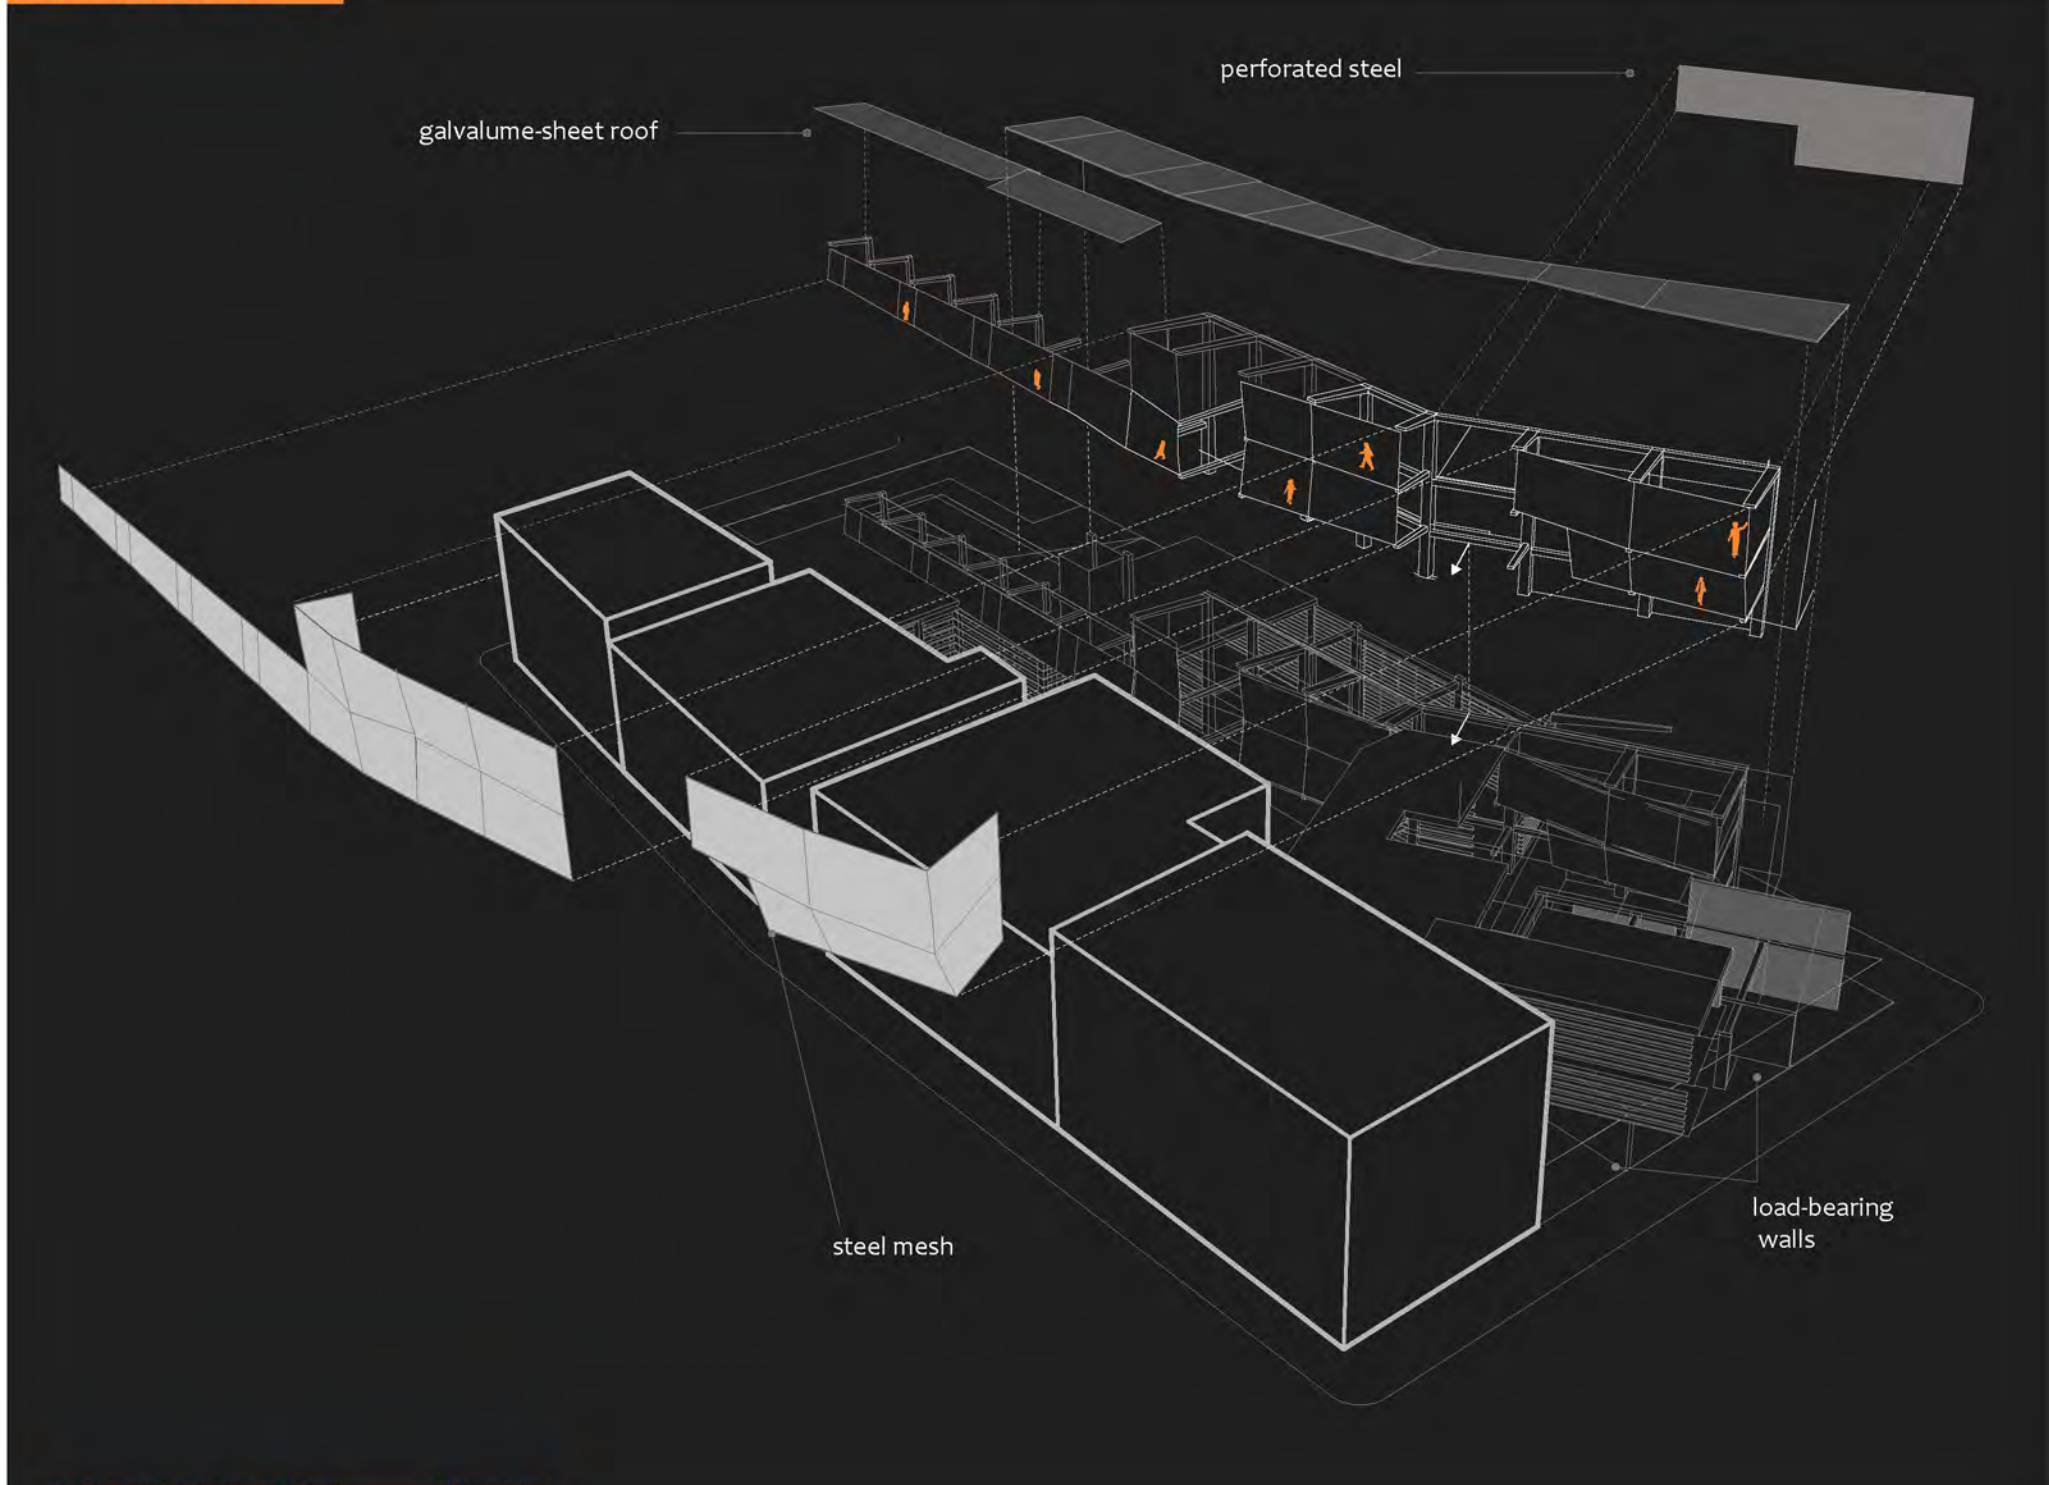 perforated steel
galvalume-sheet roof
load-bearing
walls
steel mesh